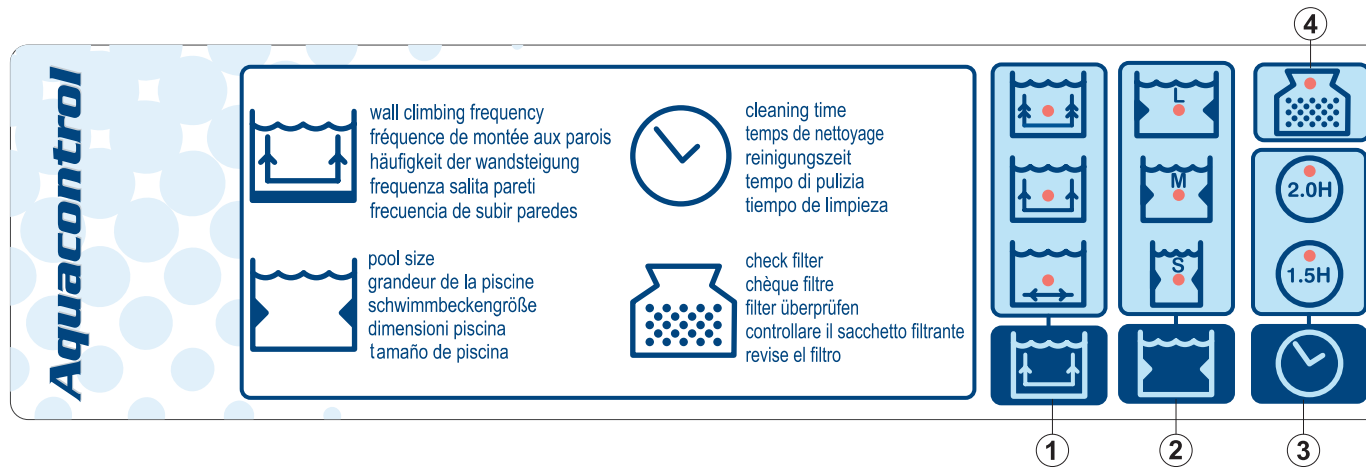 Aquacontrol
wall climbing frequency
fréquence de montée aux parois
häufigkeit der wandsteigung
frequenza salita pareti
frecuencia de subir paredes
pool size
grandeur de la piscine
schwimmbeckengröße
dimensioni piscina
tamaño de piscina
cleaning time
temps de nettoyage
reinigungszeit
tempo di pulizia
tiempo de limpieza
check filter
chèque filtre
filter überprüfen
controllare il sacchetto filtrante
revise el filtro
L
M
S
4
2.0H
1.5H
1
2
3